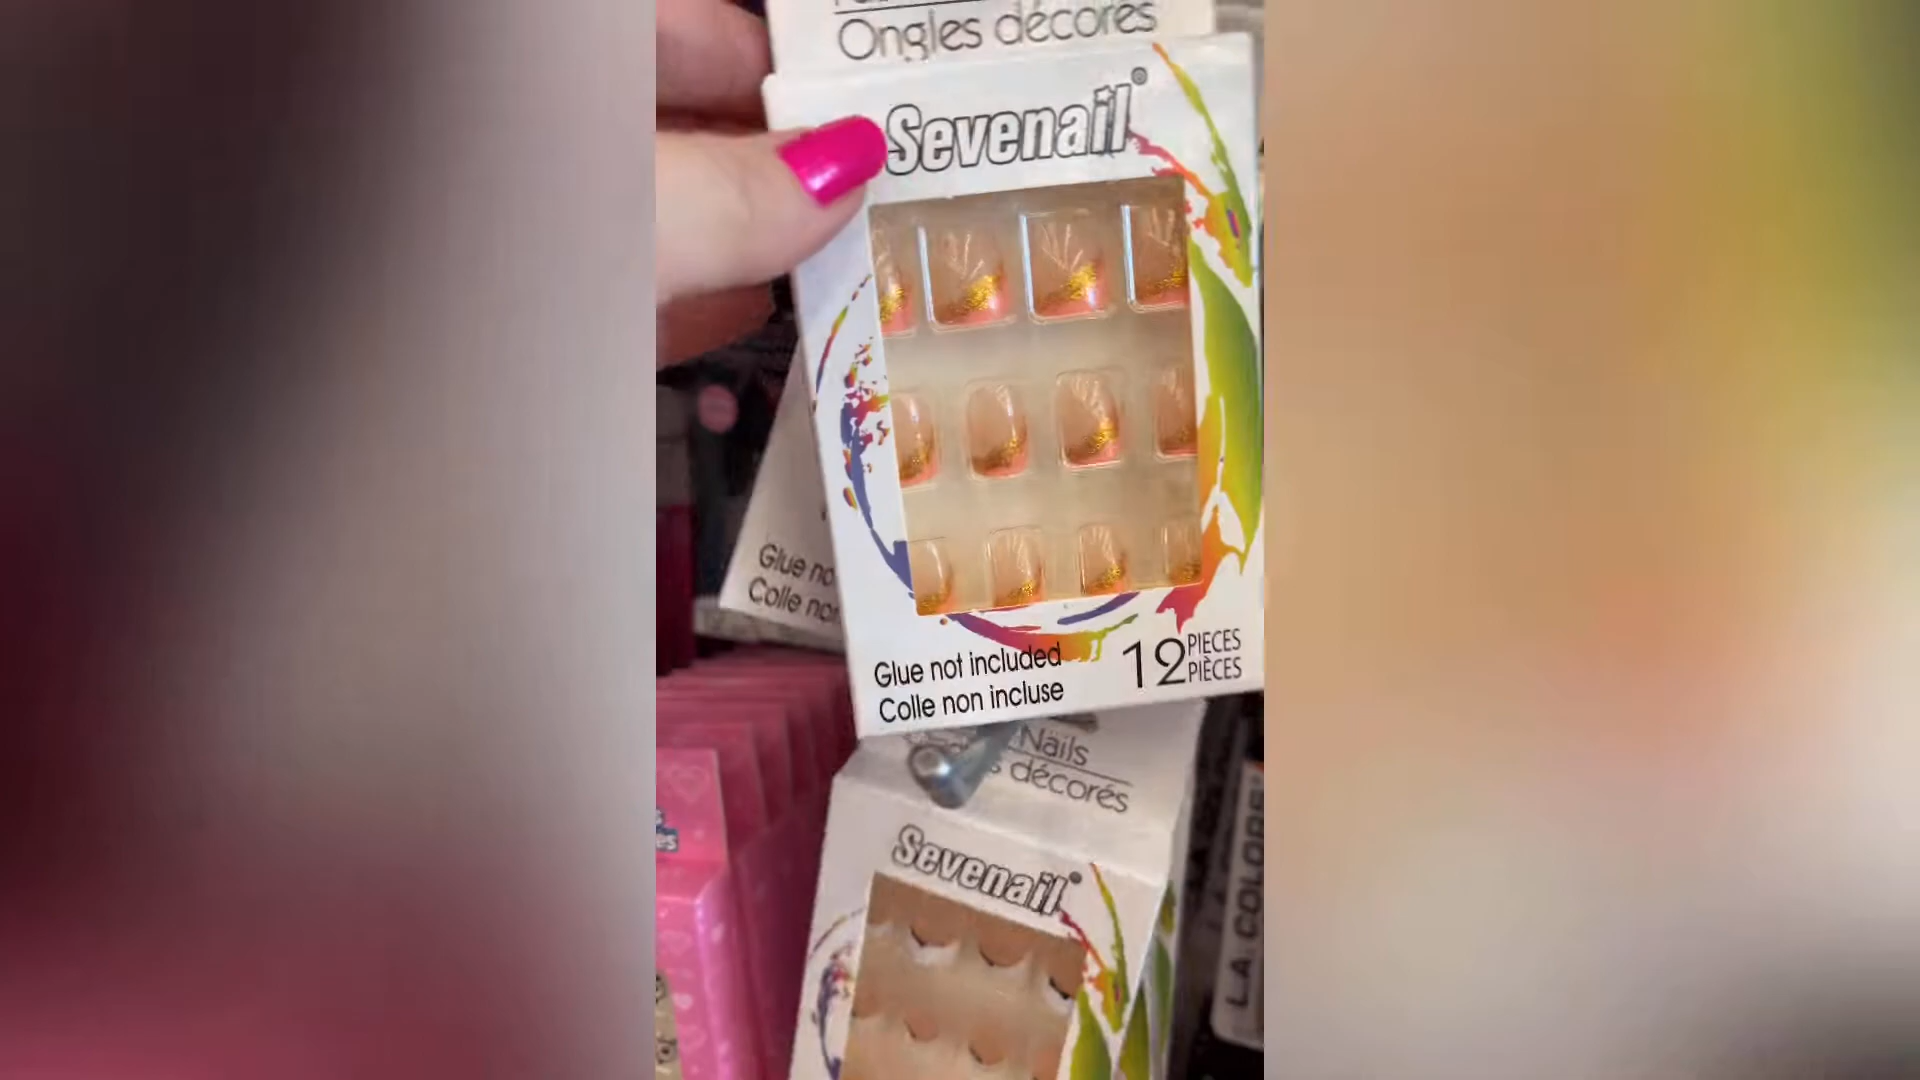 Ongles décorés
Sevenail®
Glue no
Colle non
Glue not included
Colle non incluse
12 PIECES
PIÈCES
Nails
s décorés
Sevenail®
es
L.A. COLORS